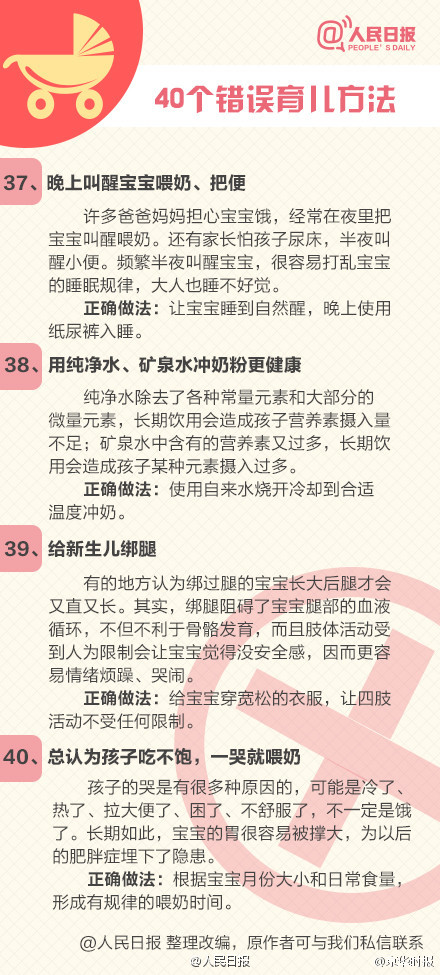 @人民日报
PEOPLE'S DAILY
40个错误育儿方法
37、晚上叫醒宝宝喂奶、把便
许多爸爸妈妈担心宝宝饿，经常在夜里把
宝宝叫醒喂奶。还有家长怕孩子尿床，半夜叫
醒小便。频繁半夜叫醒宝宝，很容易打乱宝宝
的睡眠规律，大人也睡不好觉。
正确做法：让宝宝睡到自然醒，晚上使用
纸尿裤入睡。
38、用纯净水、矿泉水冲奶粉更健康
纯净水除去了各种常量元素和大部分的
微量元素，长期饮用会造成孩子营养素摄入量
不足；矿泉水中含有的营养素又过多，长期饮
用会造成孩子某种元素摄入过多。
正确做法：使用自来水烧开冷却到合适
温度冲奶。
39、给新生儿绑腿
有的地方认为绑过腿的宝宝长大后腿才会
又直又长。其实，绑腿阻碍了宝宝腿部的血液
循环，不但不利于骨骼发育，而且肢体活动受
到人为限制会让宝宝觉得没安全感，因而更容
易情绪烦躁、哭闹。
正确做法：给宝宝穿宽松的衣服，让四肢
活动不受任何限制。
40、总认为孩子吃不饱，一哭就喂奶
孩子的哭是有很多种原因的，可能是冷了、
热了、拉大便了、困了、不舒服了，不一定是饿
了。长期如此，宝宝的胃很容易被撑大，为以后
的肥胖症埋下了隐患。
正确做法：根据宝宝月份大小和日常食量，
形成有规律的喂奶时间。
@人民日报 整理改编，原作者可与我们私信联系
@人民日报